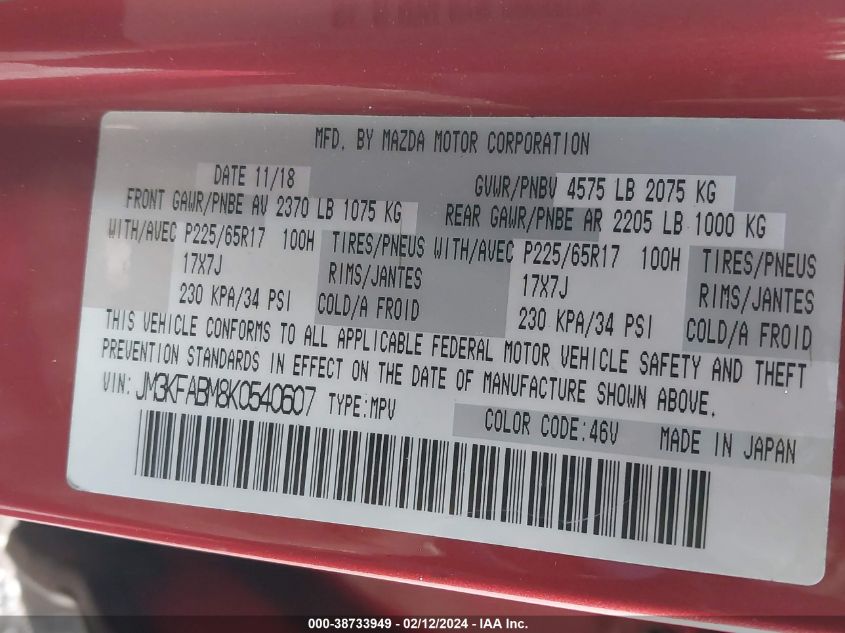 MFD. BY MAZDA MOTOR CORPORATION
DATE 11/18 GVWR/PNBV 4575 LB 2075 KG
FRONT GAWR/PNBE AV 2370 LB 1075 KG REAR GAWR/PNBE AR 2205 LB 1000 KG
WITH/AVEC P225/65R17 100H TIRES/PNEUS WITH/AVEC P225/65R17 100H TIRES/PNEUS
17X7J RIMS/JANTES 17X7J RIMS/JANTES
230 KPA/34 PSI COLD/A FROID 230 KPA/34 PSI COLD/A FROID
THIS VEHICLE CONFORMS TO ALL APPLICABLE FEDERAL MOTOR VEHICLE SAFETY AND THEFT
PREVENTION STANDARDS IN EFFECT ON THE DATE OF MANUFACTURE SHOWN ABOVE.
VIN: JM3KFABM8K0540607 TYPE:MPV
COLOR CODE:46V MADE IN JAPAN
000-38733949 - 02/12/2024 - IAA Inc.